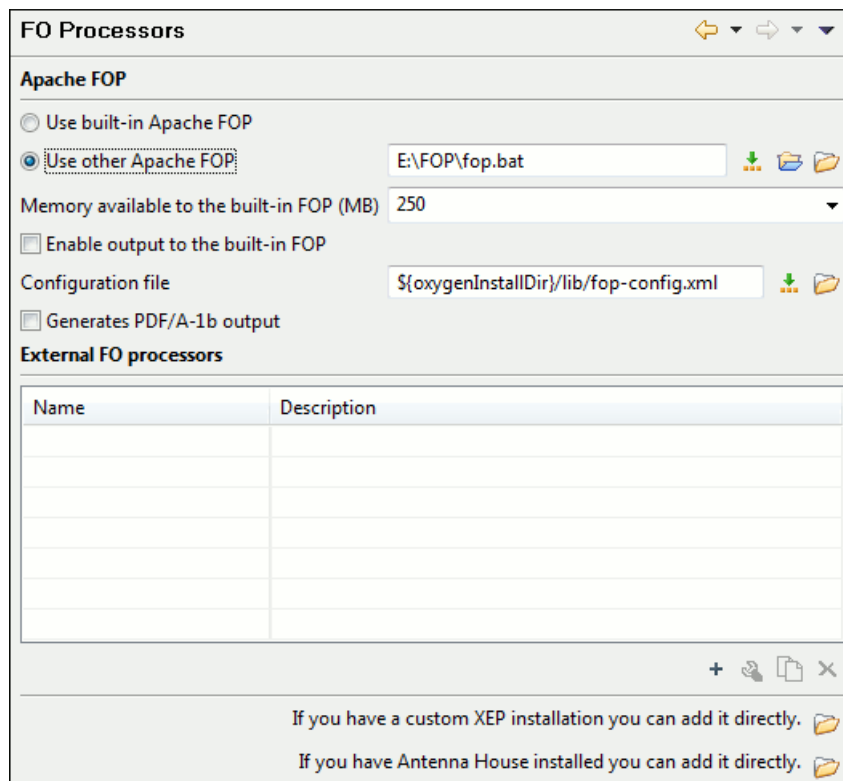 FO Processors
Apache FOP
Use built-in Apache FOP
Use other Apache FOP E:\FOP\fop.bat
Memory available to the built-in FOP (MB) 250
Enable output to the built-in FOP
Configuration file ${oxygenInstallDir}/lib/fop-config.xml
Generates PDF/A-1b output
External FO processors
Name Description
If you have a custom XEP installation you can add it directly.
If you have Antenna House installed you can add it directly.